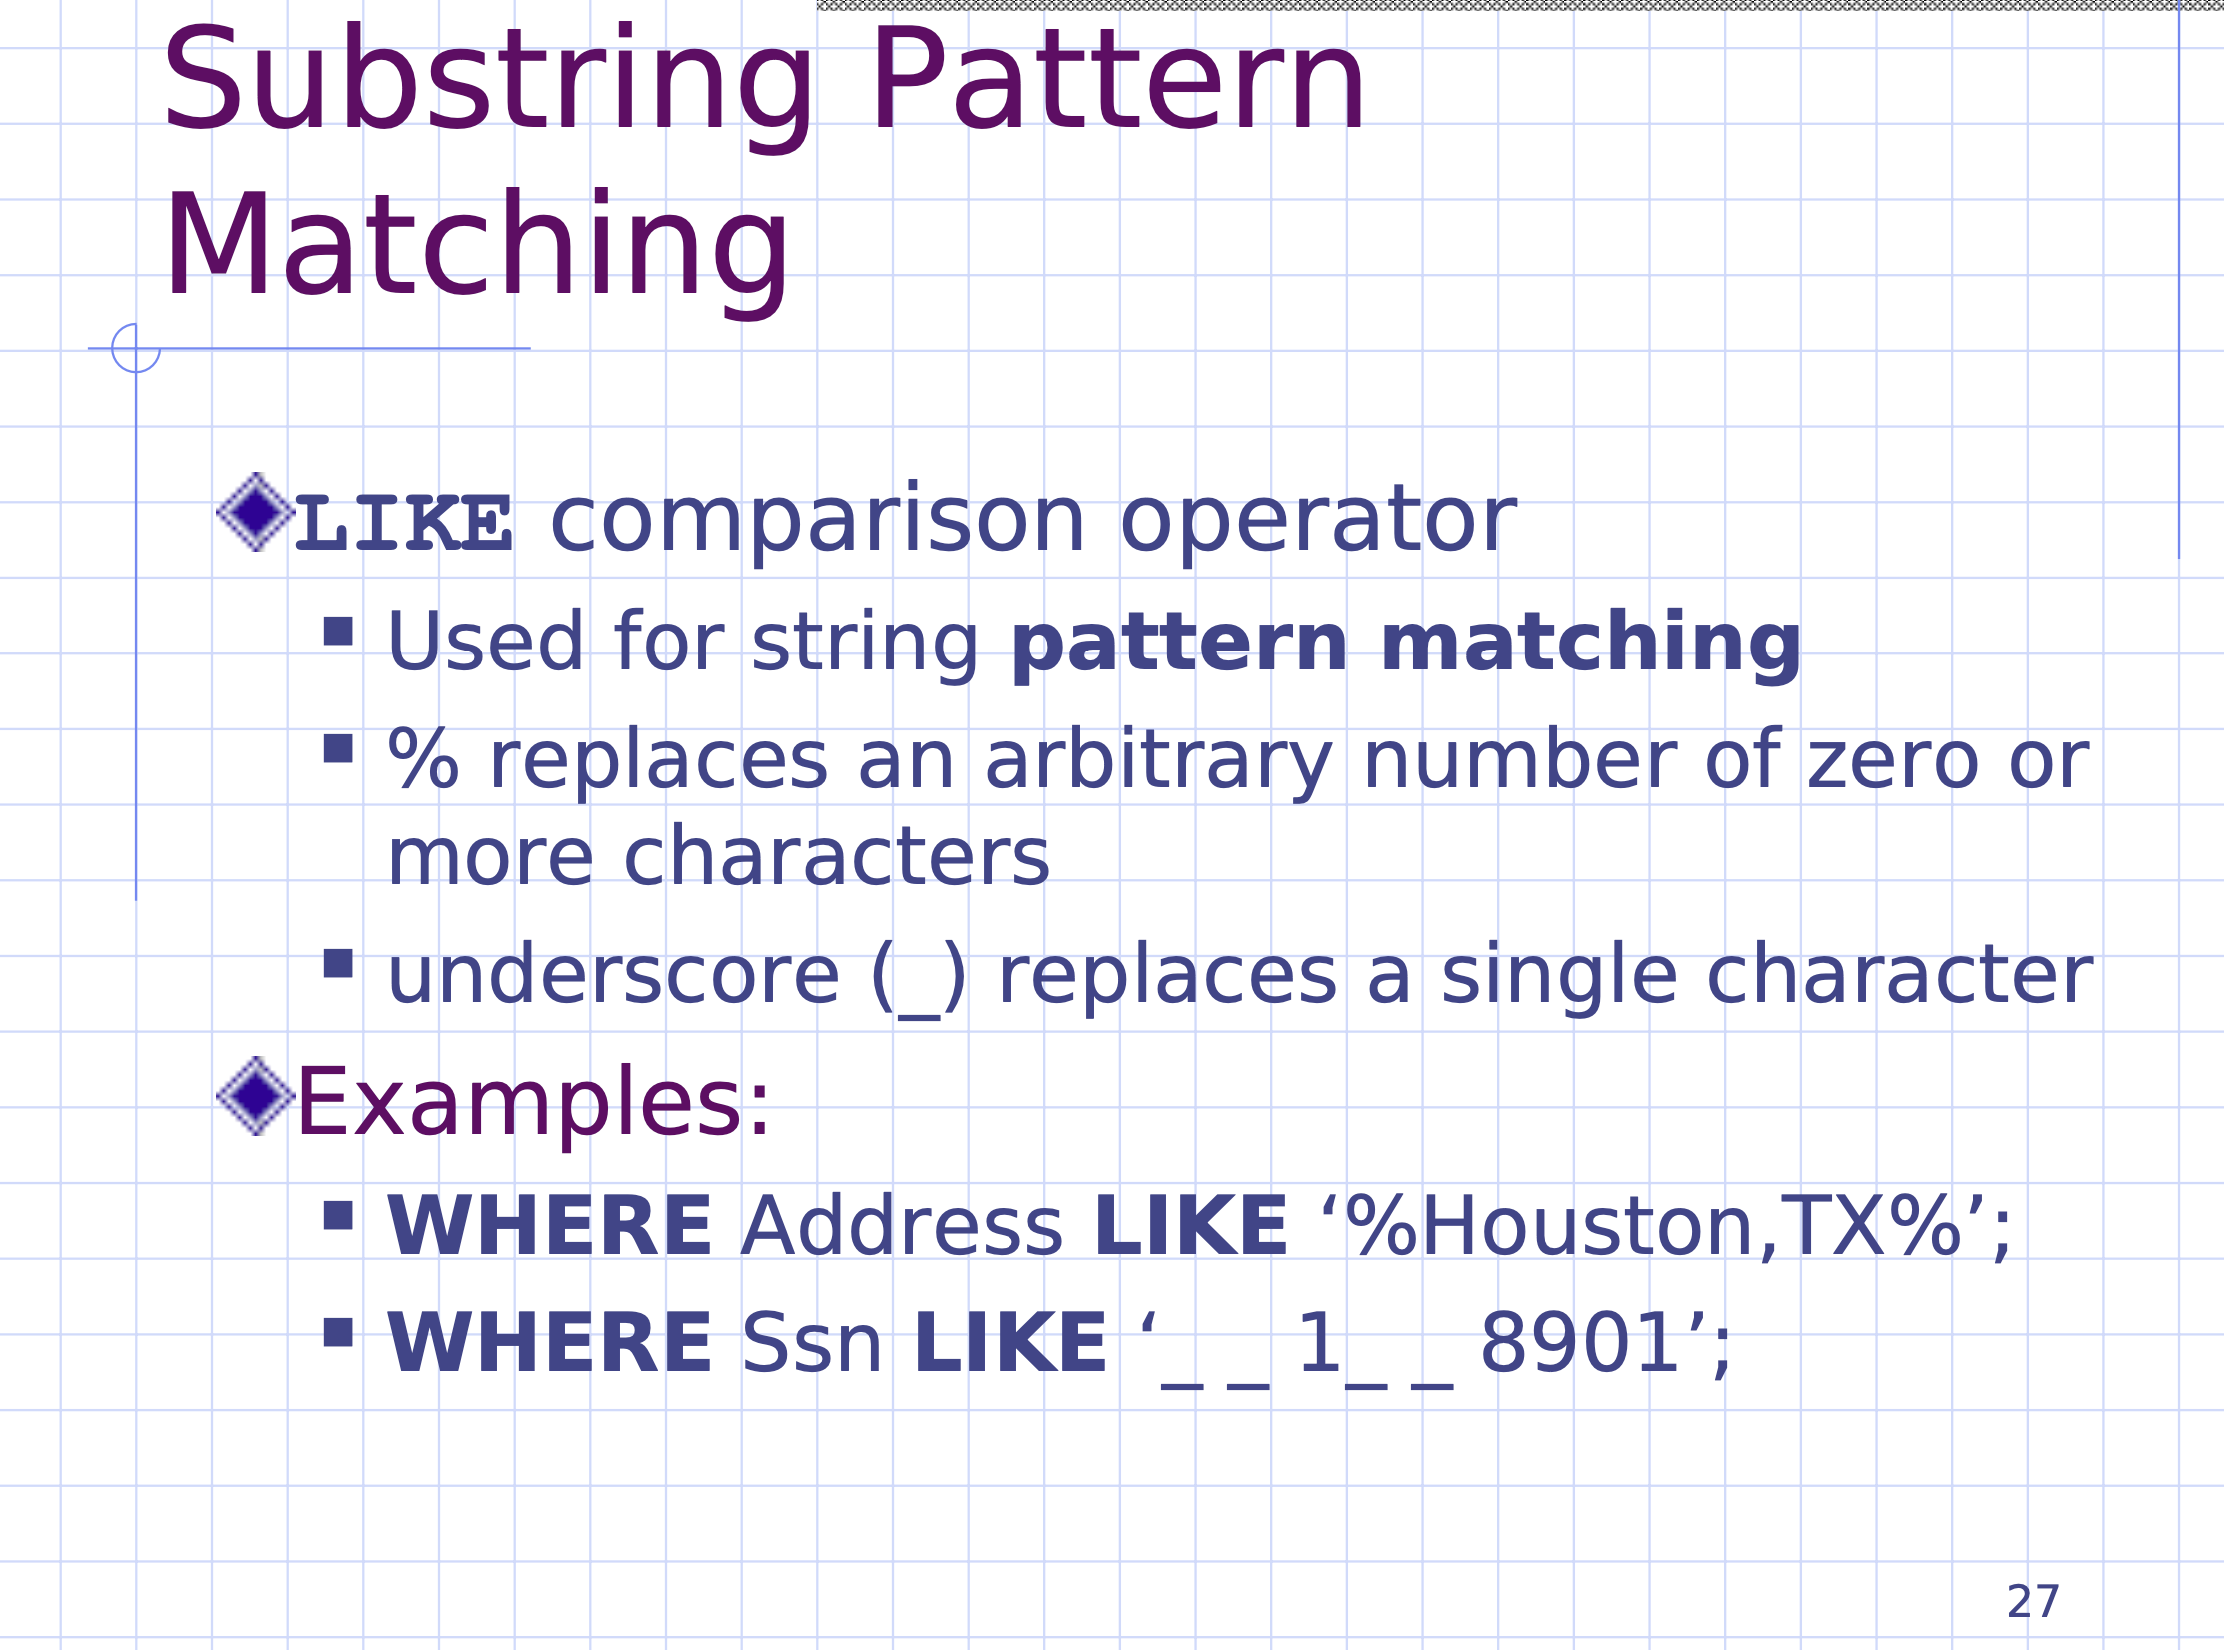 Substring Pattern
Matching
LIKE comparison operator
Used for string pattern matching
% replaces an arbitrary number of zero or
more characters
underscore (_) replaces a single character
Examples:
WHERE Address LIKE ‘%Houston,TX%’;
WHERE Ssn LIKE ‘_ _ 1_ _ 8901’;
27